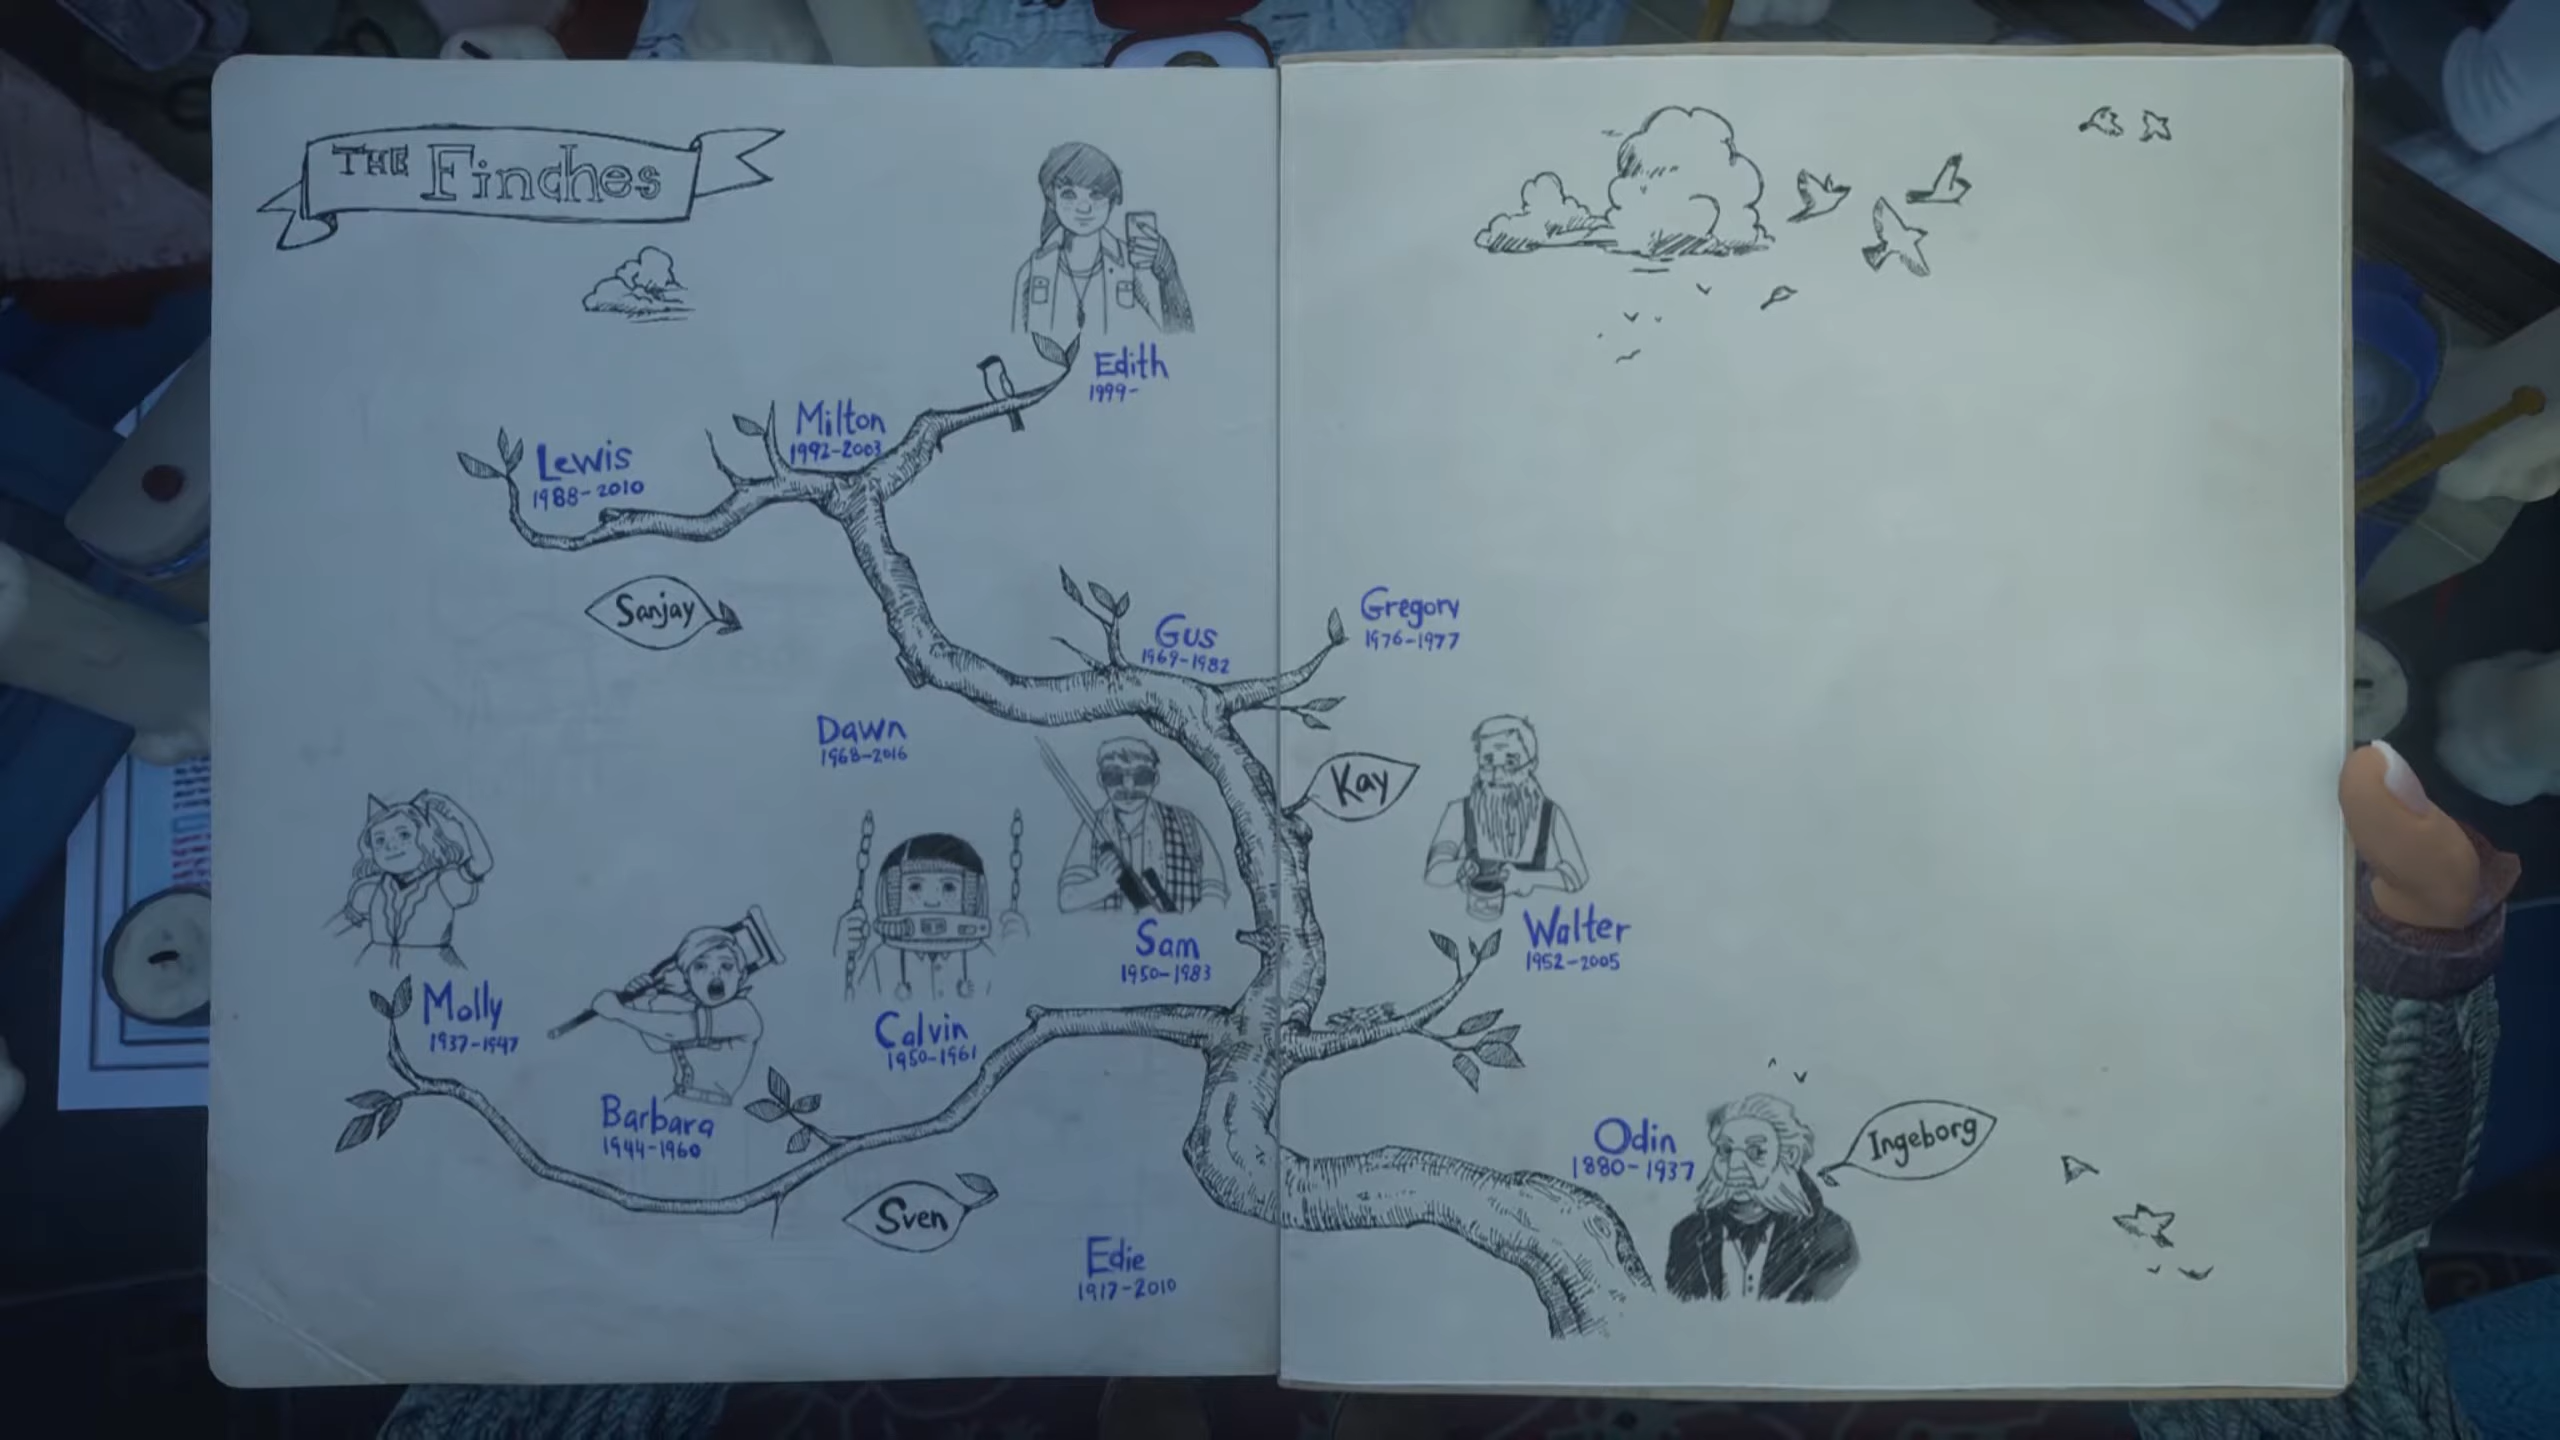 THE Finches
Edith
1999-
Milton
1992-2003
Lewis
1988-2010
Sanjay
Gus
1969-1982
Gregory
1976-1977
Dawn
1968-2016
Kay
Sam
1950-1983
Walter
1952-2005
Molly
1937-1947
Calvin
1950-1961
Barbara
1944-1960
Odin
1880-1937
Ingeborg
Sven
Edie
1917-2010